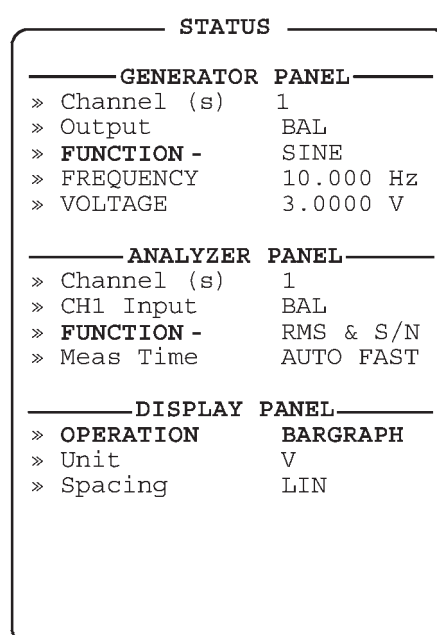 STATUS
GENERATOR PANEL
» Channel (s) 1
» Output BAL
» FUNCTION - SINE
» FREQUENCY 10.000 Hz
» VOLTAGE 3.0000 V
ANALYZER PANEL
» Channel (s) 1
» CH1 Input BAL
» FUNCTION - RMS & S/N
» Meas Time AUTO FAST
DISPLAY PANEL
» OPERATION BARGRAPH
» Unit V
» Spacing LIN